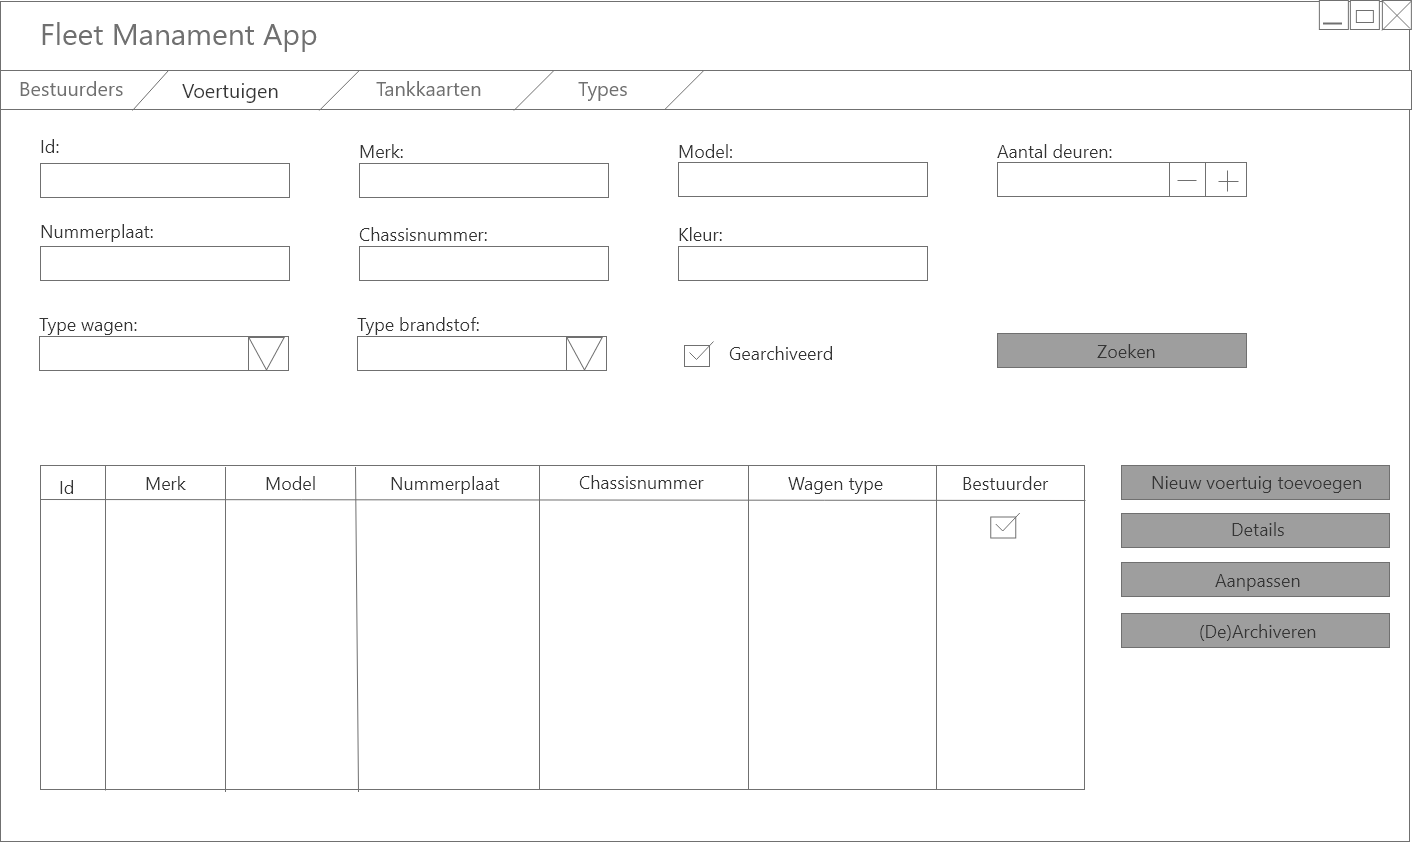 Fleet Manament App
Bestuurders Voertuigen Tankkaarten Types
Id: Merk: Model: Aantal deuren:
Nummerplaat: Chassisnummer: Kleur:
Type wagen: Type brandstof:
Gearchiveerd Zoeken
Id Merk Model Nummerplaat Chassisnummer Wagen type Bestuurder
Nieuw voertuig toevoegen
Details
Aanpassen
(De)Archiveren